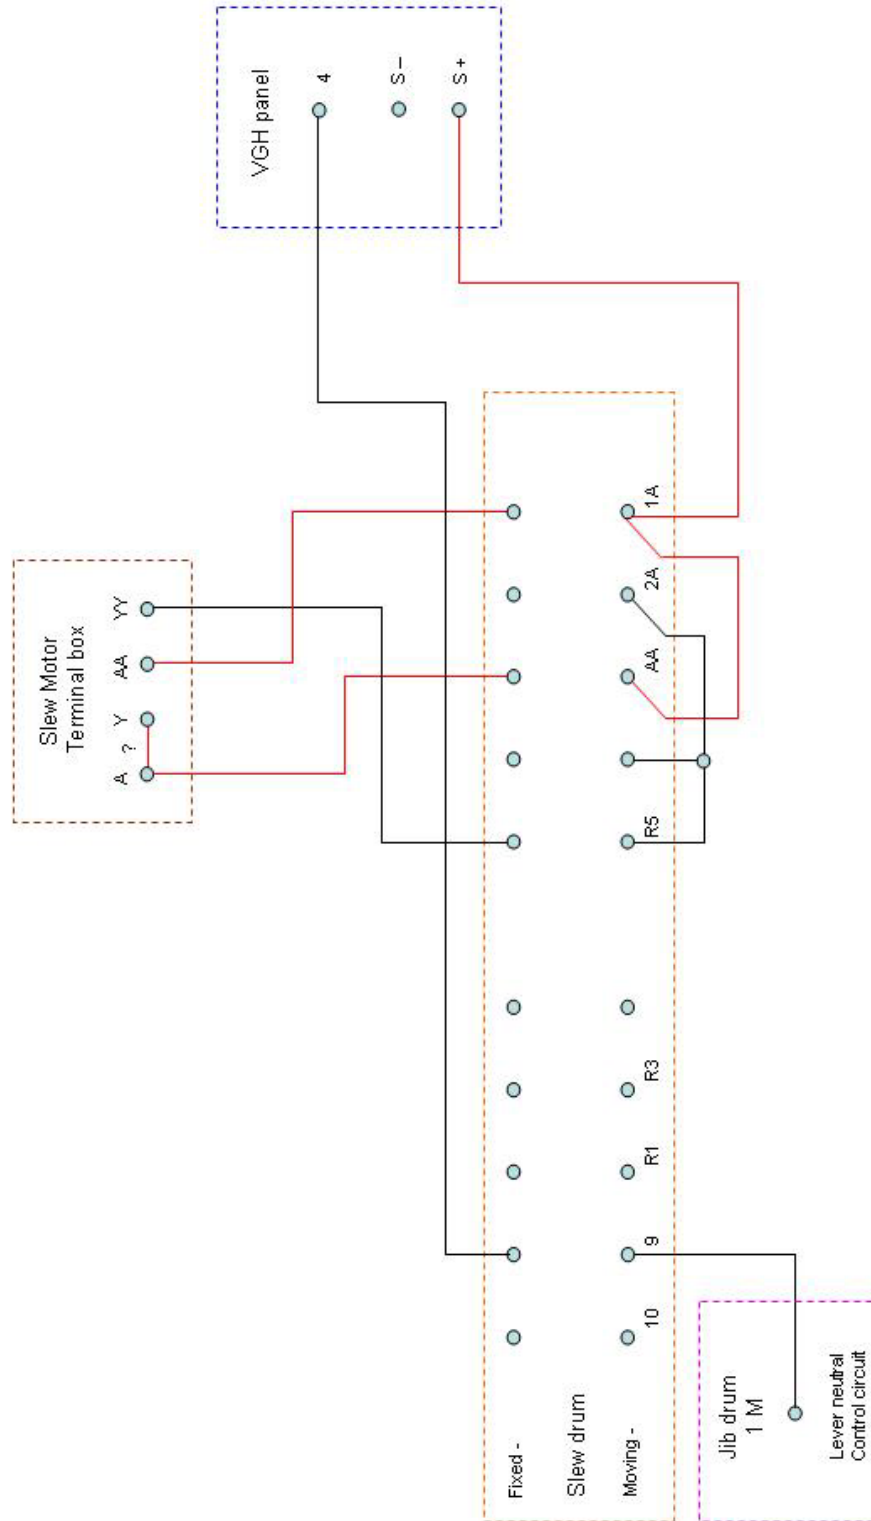 VGH panel
4
S –
S +
Slew Motor
Terminal box
A
?
Y
AA
YY
Fixed -
Slew drum
Moving -
10
9
R1
R3
R5
AA
2A
1A
Jib drum
1 M
Lever neutral
Control circuit